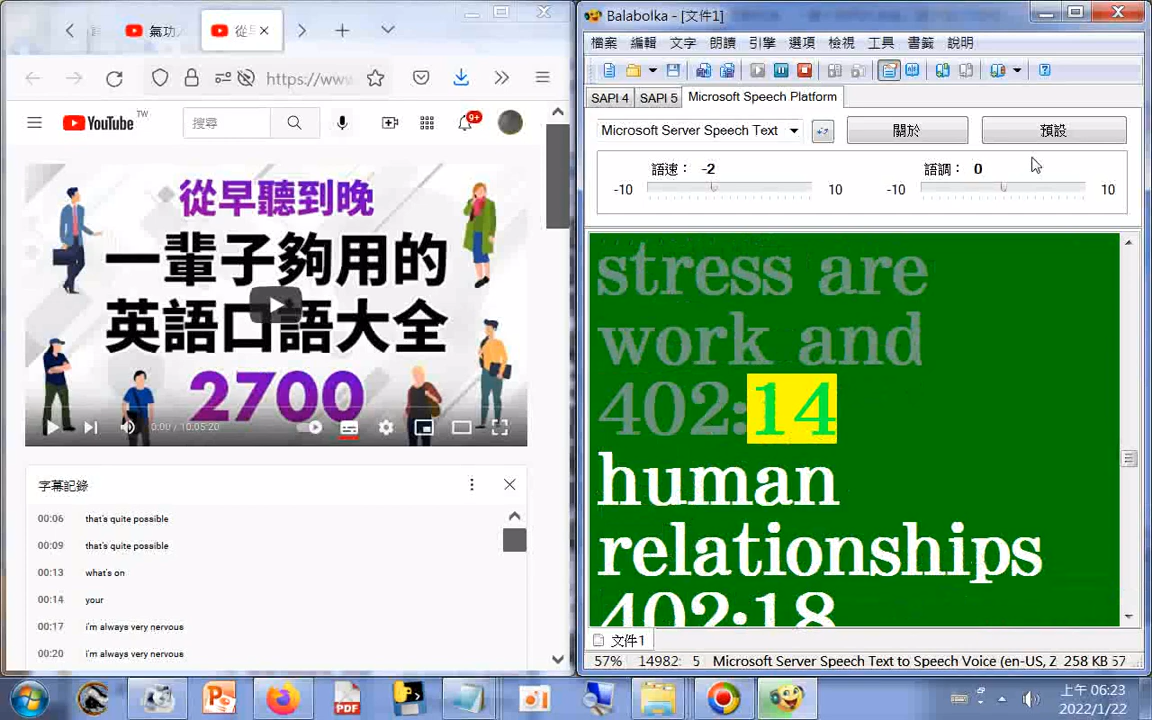 氣功
從
https://www
YouTube TW
搜尋
9+
從早聽到晚
一輩子夠用的
英語口語大全
2700
0:00 / 10:05:20
字幕記錄
00:06 that's quite possible
00:09 that's quite possible
00:13 what's on
00:14 your
00:17 i'm always very nervous
00:20 i'm always very nervous
Balabolka - [文件1]
檔案 編輯 文字 朗讀 引擎 選項 檢視 工具 書籤 說明
SAPI 4 SAPI 5 Microsoft Speech Platform
Microsoft Server Speech Text 關於 預設
語速： -2 語調： 0
-10 10 -10 10
stress are
work and
402:14
human
relationships
402:18
文件1
57% 14982: 5 Microsoft Server Speech Text to Speech Voice (en-US, Z 258 KB 57
PDF
上午 06:23
2022/1/22